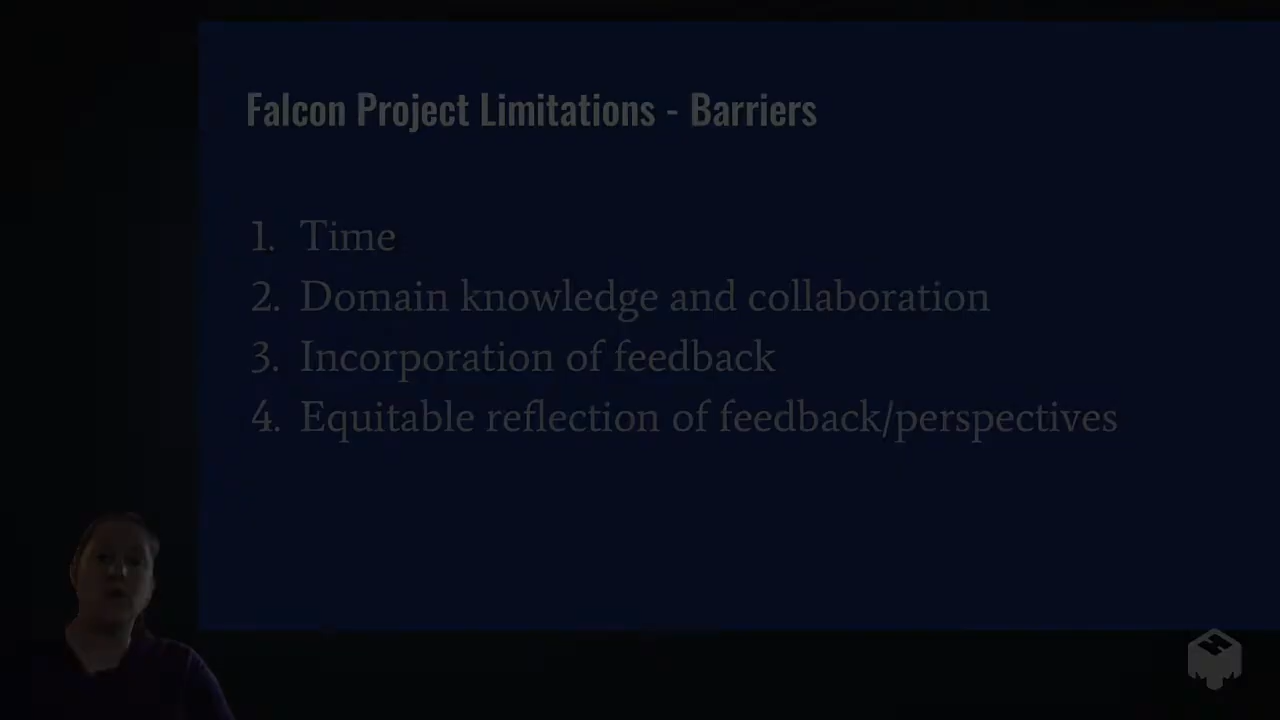 Falcon Project Limitations - Barriers
1. Time
2. Domain knowledge and collaboration
3. Incorporation of feedback
4. Equitable reflection of feedback/perspectives